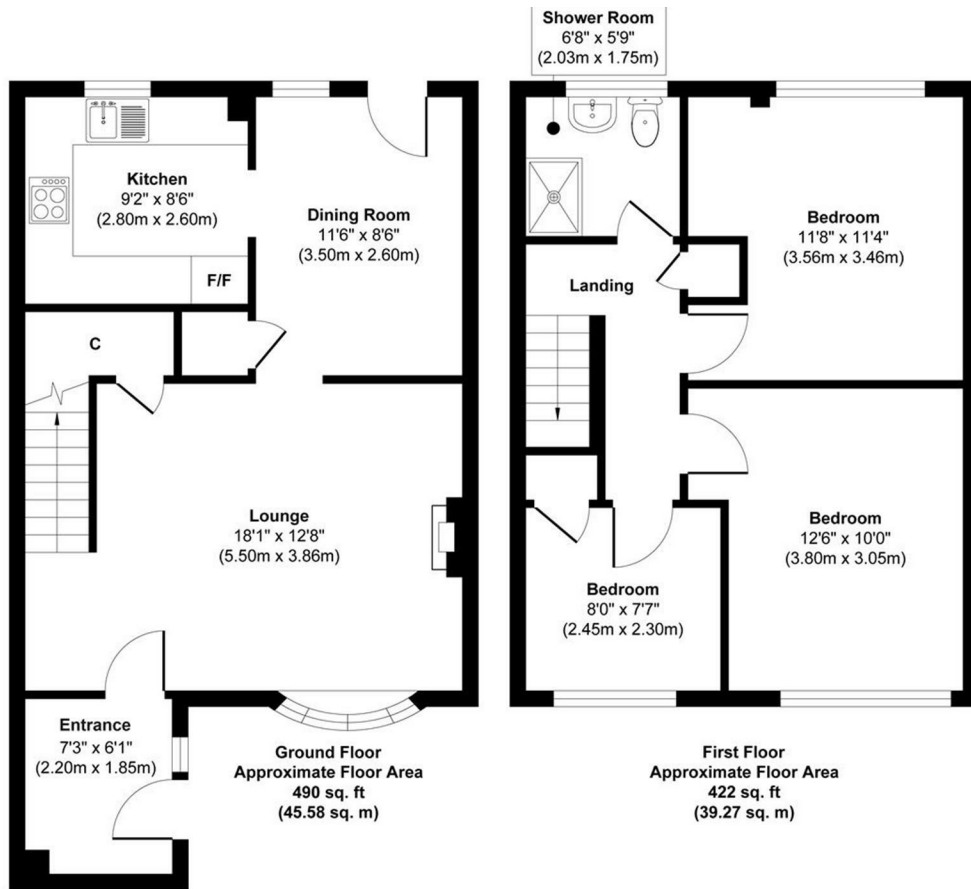 Shower Room
6'8" x 5'9"
(2.03m x 1.75m)
Kitchen
9'2" x 8'6"
(2.80m x 2.60m)
Dining Room
11'6" x 8'6"
(3.50m x 2.60m)
F/F
C
Lounge
18'1" x 12'8"
(5.50m x 3.86m)
Entrance
7'3" x 6'1"
(2.20m x 1.85m)
Ground Floor
Approximate Floor Area
490 sq. ft
(45.58 sq. m)
Bedroom
11'8" x 11'4"
(3.56m x 3.46m)
Landing
Bedroom
12'6" x 10'0"
(3.80m x 3.05m)
Bedroom
8'0" x 7'7"
(2.45m x 2.30m)
First Floor
Approximate Floor Area
422 sq. ft
(39.27 sq. m)